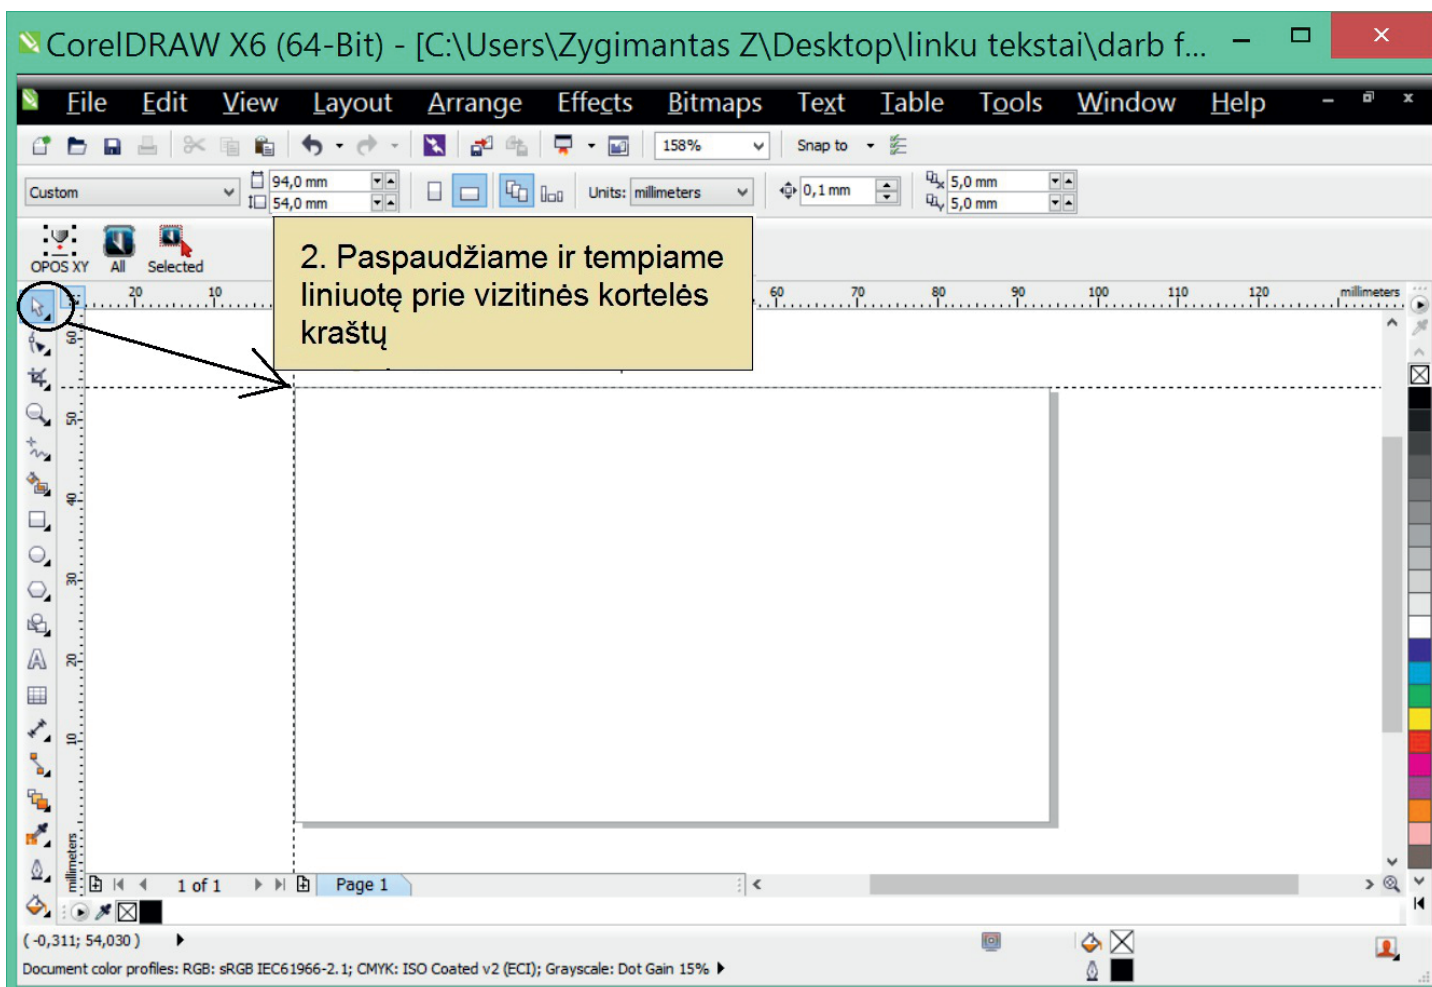 CorelDRAW X6 (64-Bit) - [C:\Users\Zygimantas Z\Desktop\linku tekstai\darb f...
File Edit View Layout Arrange Effects Bitmaps Text Table Tools Window Help
158% Snap to
Custom 94,0 mm Units: millimeters 0,1 mm 5,0 mm
54,0 mm 5,0 mm
OPOS XY All Selected
2. Paspaudžiame ir tempiame
liniuotę prie vizitinės kortelės
kraštų
20 10 60 70 80 90 100 110 120 millimeters
60
50
40
30
20
10
millimeters
1 of 1 Page 1
( -0,311; 54,030 )
Document color profiles: RGB: sRGB IEC61966-2.1; CMYK: ISO Coated v2 (ECI); Grayscale: Dot Gain 15%